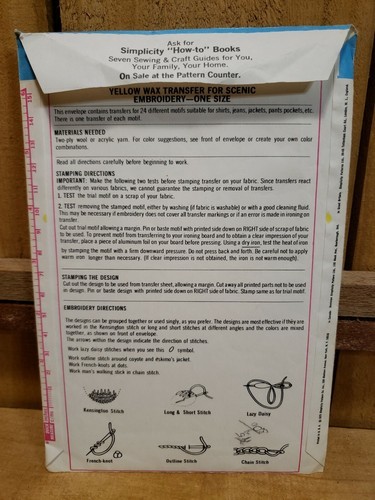 Ask for
Simplicity "How-to" Books
Seven Sewing & Craft Guides for You,
Your Family, Your Home.
On Sale at the Pattern Counter.
YELLOW WAX TRANSFER FOR SCENIC
EMBROIDERY—ONE SIZE
This envelope contains transfers for 24 different motifs suitable for shirts, jeans, jackets, pants pockets, etc.
There is one transfer of each motif.
MATERIALS NEEDED
Two-ply wool or acrylic yarn. For color suggestions, see front of envelope or create your own color
combinations.
Read all directions carefully before beginning to work.
STAMPING DIRECTIONS
IMPORTANT: Make the following two tests before stamping transfer on your fabric. Since transfers react
differently on various fabrics, we cannot guarantee the stamping or removal of transfers.
1. TEST the trial motif on a scrap of your fabric.
2. TEST removing the stamped motif, either by washing (if fabric is washable) or with a good cleaning fluid.
This may be necessary if embroidery does not cover all transfer markings or if an error is made in ironing on
transfer.
Cut out trial motif allowing a margin. Pin or baste motif with printed side down on RIGHT side of scrap of fabric
to be used. To prevent motif from transferring to your ironing board and to obtain a clear impression of your
transfer, place a piece of aluminum foil on your board before pressing. Using a dry iron, test the heat of iron
by stamping the motif with a firm downward pressure. Do not press back and forth. Be careful not to apply
warm iron longer than necessary. (If clear impression is not obtained, the iron is not warm enough).
STAMPING THE DESIGN
Cut out the design to be used from transfer sheet, allowing a margin. Cut away all printed parts not to be used
in design. Pin or baste design with printed side down on RIGHT side of fabric. Stamp same as for trial motif.
EMBROIDERY DIRECTIONS
The designs can be grouped together or used singly, as you prefer. The designs are most effective if they are
worked in the Kensington stitch or long and short stitches at different angles and the colors are mixed
together, as shown on front of envelope.
The arrows within the design indicate the direction of stitches.
Work lazy daisy stitches when you see this symbol.
Work outline stitch around coyote and eskimo's jacket.
Work French-knots at dots.
Work man's walking stick in chain stitch.
Kensington Stitch
Long & Short Stitch
Lazy Daisy
French-knot
Outline Stitch
Chain Stitch